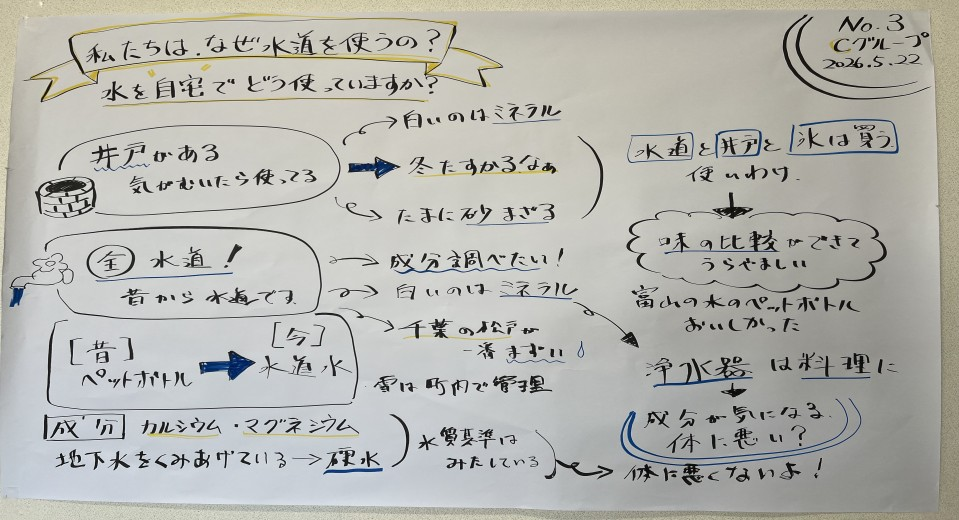 私たちは、なぜ水道を使うの？
水を"自宅"でどう使っていますか？
No.3
Cグループ
2026.5.22
井戸がある
気がむいたら使ってる
白いのはミネラル
冬たすかるなぁ
たまに砂まざる
全 水道！
昔から水道です
成分調べたい！
白いのはミネラル
千葉の松戸が
一番まずい
雪は町内で管理
[昔]
ペットボトル
[今]
水道水
成分 カルシウム・マグネシウム
地下水をくみあげている→硬水
水質基準は
みたしている
水道と井戸と氷は買う
使いわけ
味の比較ができて
うらやましい
富山の水のペットボトル
おいしかった
浄水器は料理に
成分が気になる
体に悪い？
体に悪くないよ！